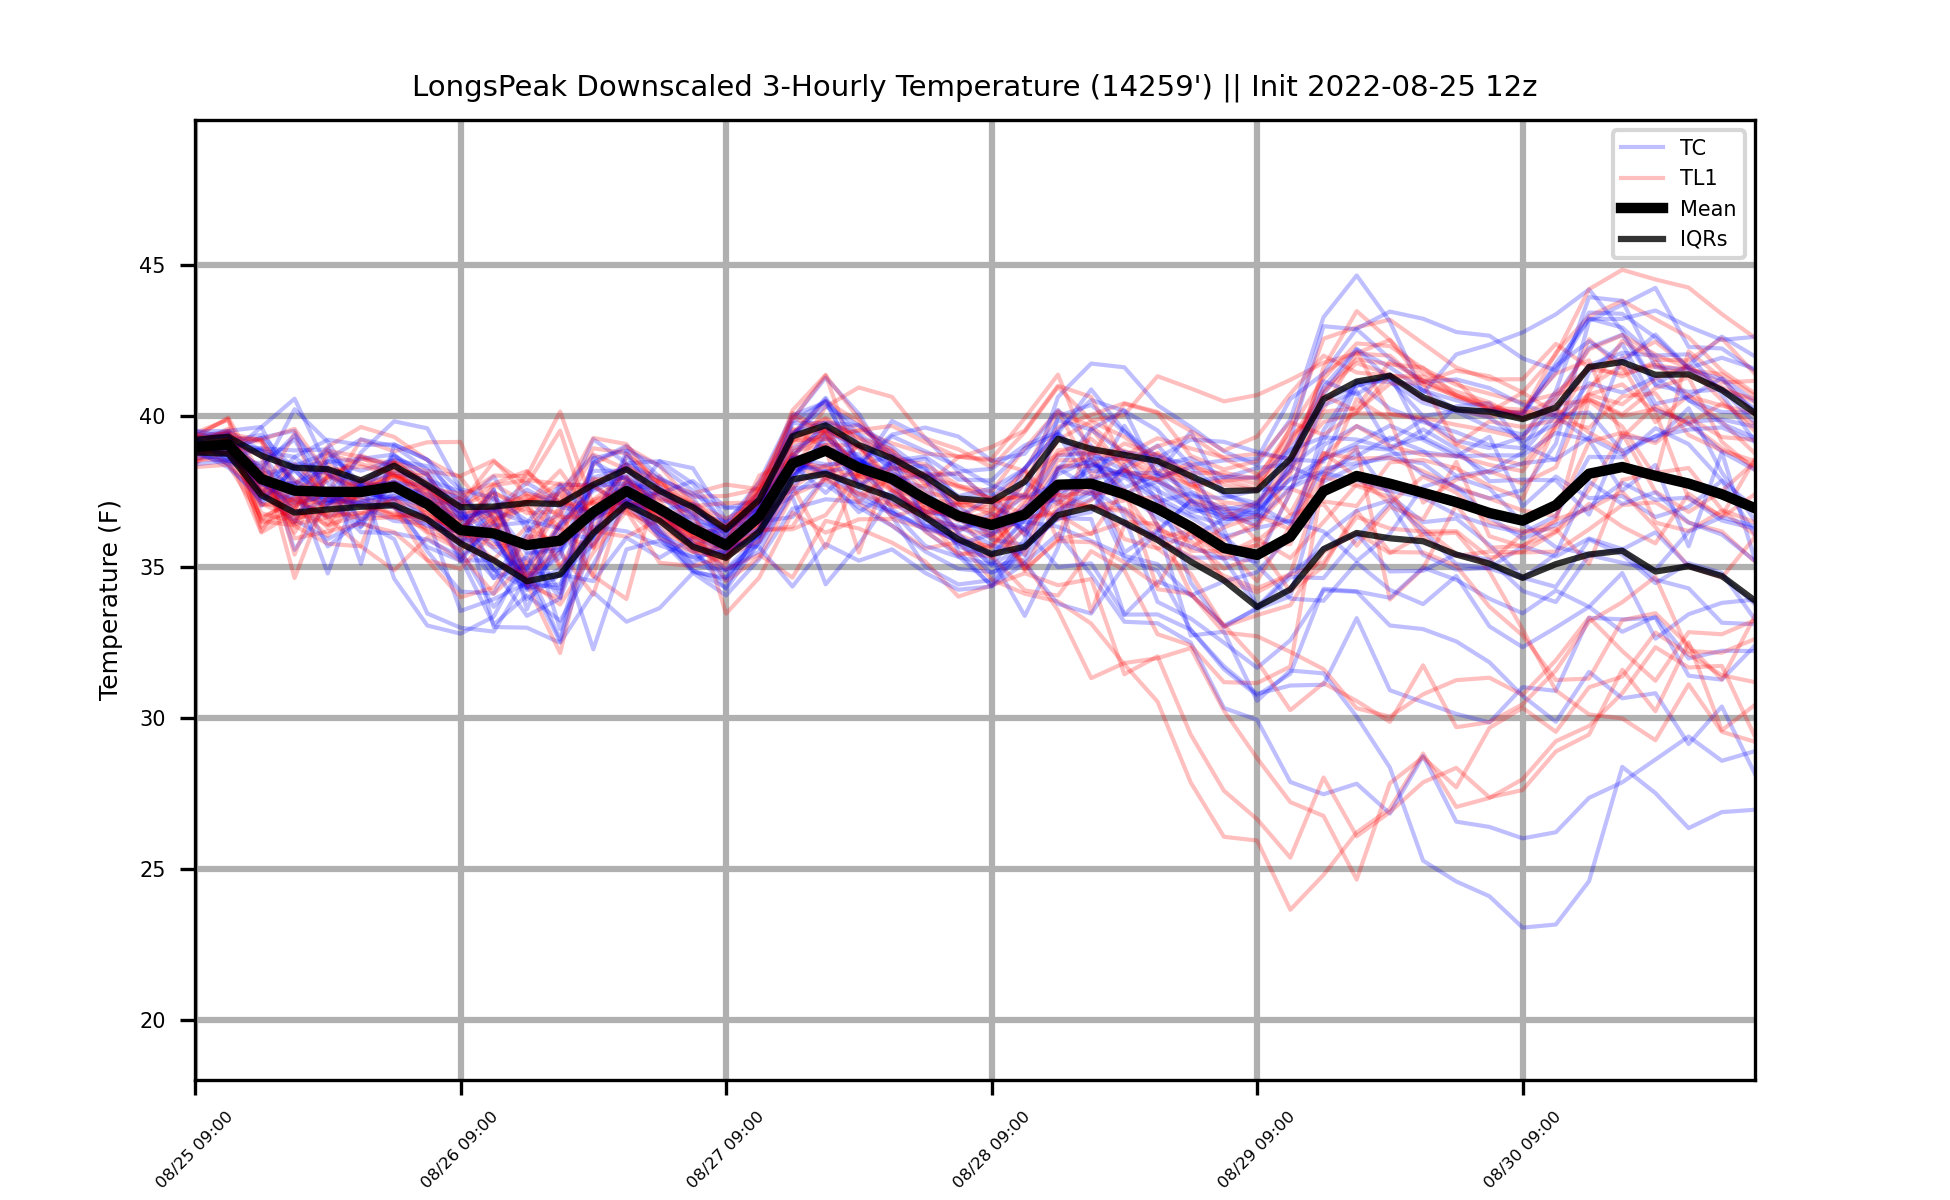 LongsPeak Downscaled 3-Hourly Temperature (14259') || Init 2022-08-25 12z
TC
TL1
Mean
IQRs
Temperature (F)
45
40
35
30
25
20
08/25 09:00
08/26 09:00
08/27 09:00
08/28 09:00
08/29 09:00
08/30 09:00